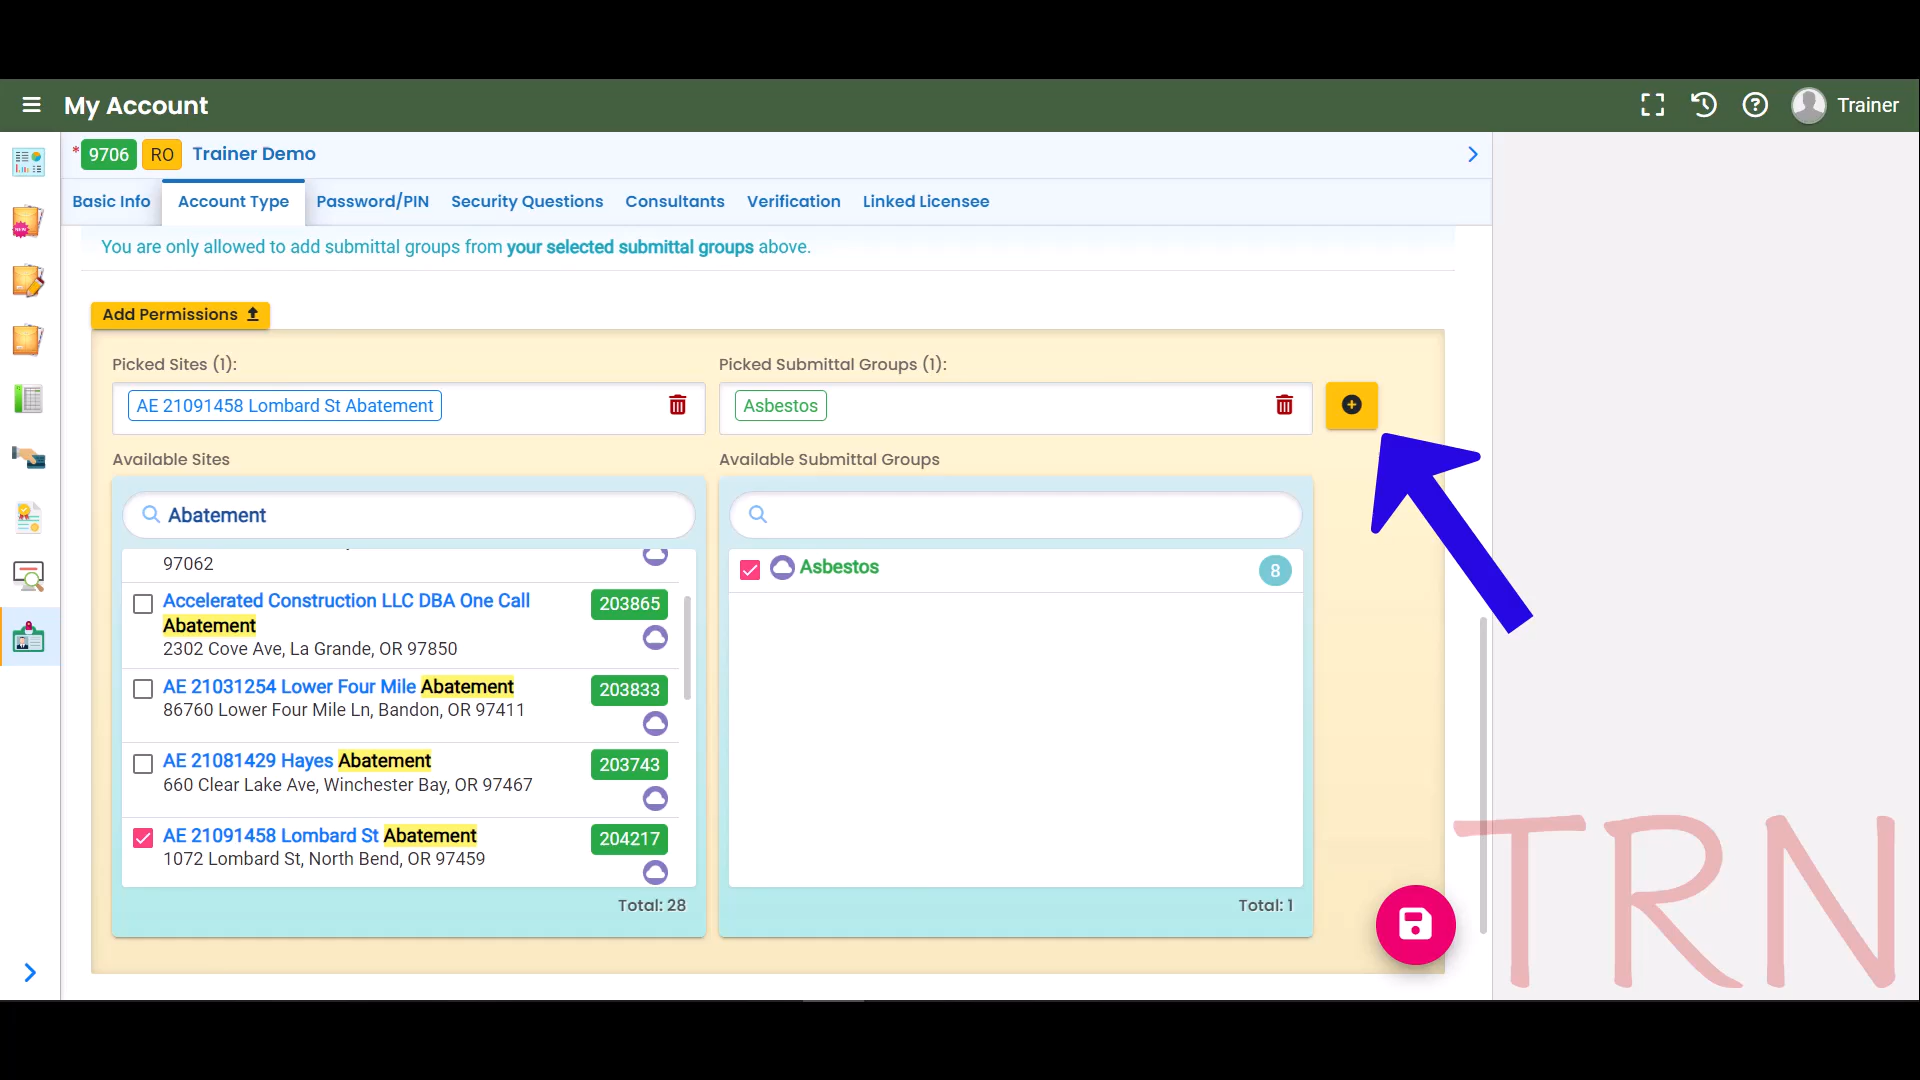 My Account
Trainer
* 9706 RO Trainer Demo
Basic Info Account Type Password/PIN Security Questions Consultants Verification Linked Licensee
You are only allowed to add submittal groups from your selected submittal groups above.
Add Permissions
Picked Sites (1):
AE 21091458 Lombard St Abatement
Picked Submittal Groups (1):
Asbestos
Available Sites
Abatement
97062
Accelerated Construction LLC DBA One Call
Abatement
203865
2302 Cove Ave, La Grande, OR 97850
AE 21031254 Lower Four Mile Abatement
203833
86760 Lower Four Mile Ln, Bandon, OR 97411
AE 21081429 Hayes Abatement
203743
660 Clear Lake Ave, Winchester Bay, OR 97467
AE 21091458 Lombard St Abatement
204217
1072 Lombard St, North Bend, OR 97459
Total: 28
Available Submittal Groups
Asbestos
8
Total: 1
TRN
NEW